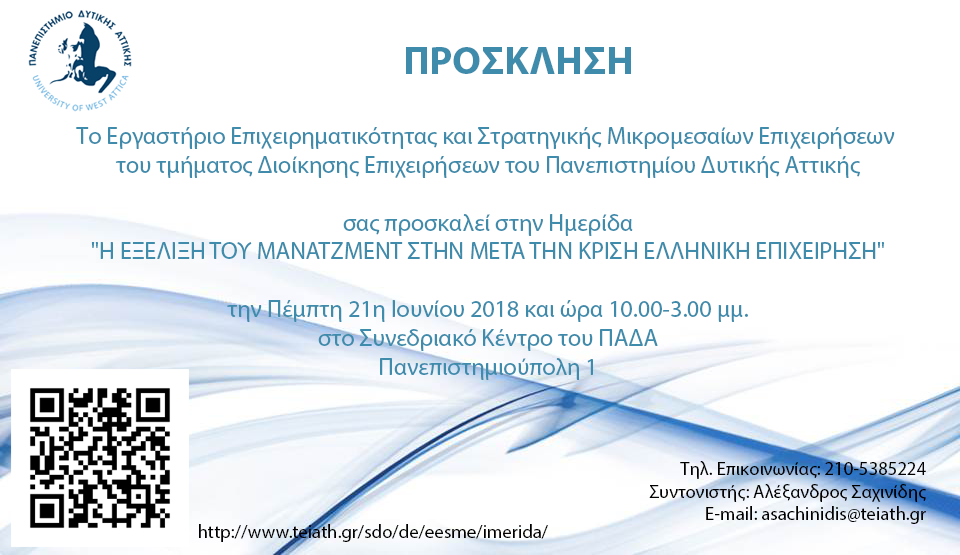 ΠΑΝΕΠΙΣΤΗΜΙΟ ΔΥΤΙΚΗΣ ΑΤΤΙΚΗΣ
UNIVERSITY OF WEST ATTICA
ΠΡΟΣΚΛΗΣΗ
Το Εργαστήριο Επιχειρηματικότητας και Στρατηγικής Μικρομεσαίων Επιχειρήσεων
του τμήματος Διοίκησης Επιχειρήσεων του Πανεπιστημίου Δυτικής Αττικής
σας προσκαλεί στην Ημερίδα
"Η ΕΞΕΛΙΞΗ ΤΟΥ ΜΑΝΑΤΖΜΕΝΤ ΣΤΗΝ ΜΕΤΑ ΤΗΝ ΚΡΙΣΗ ΕΛΛΗΝΙΚΗ ΕΠΙΧΕΙΡΗΣΗ"
την Πέμπτη 21η Ιουνίου 2018 και ώρα 10.00-3.00 μμ.
στο Συνεδριακό Κέντρο του ΠΑΔΑ
Πανεπιστημιούπολη 1
Τηλ. Επικοινωνίας: 210-5385224
Συντονιστής: Αλέξανδρος Σαχινίδης
E-mail: asachinidis@teiath.gr
http://www.teiath.gr/sdo/de/eesme/imerida/